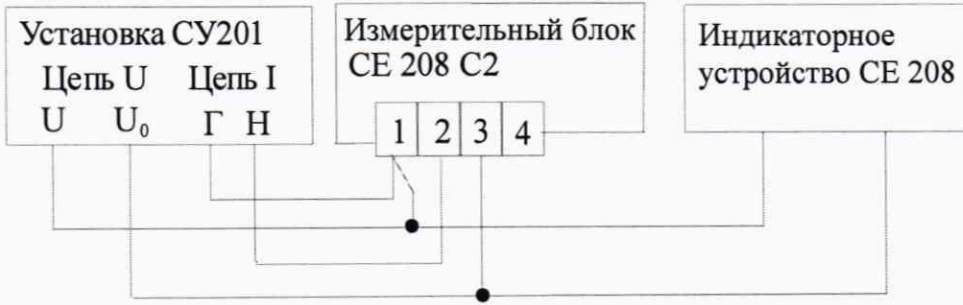 Установка СУ201
Цепь U Цепь I
U U₀ Г Н
Измерительный блок
СЕ 208 С2
1 2 3 4
Индикаторное
устройство СЕ 208